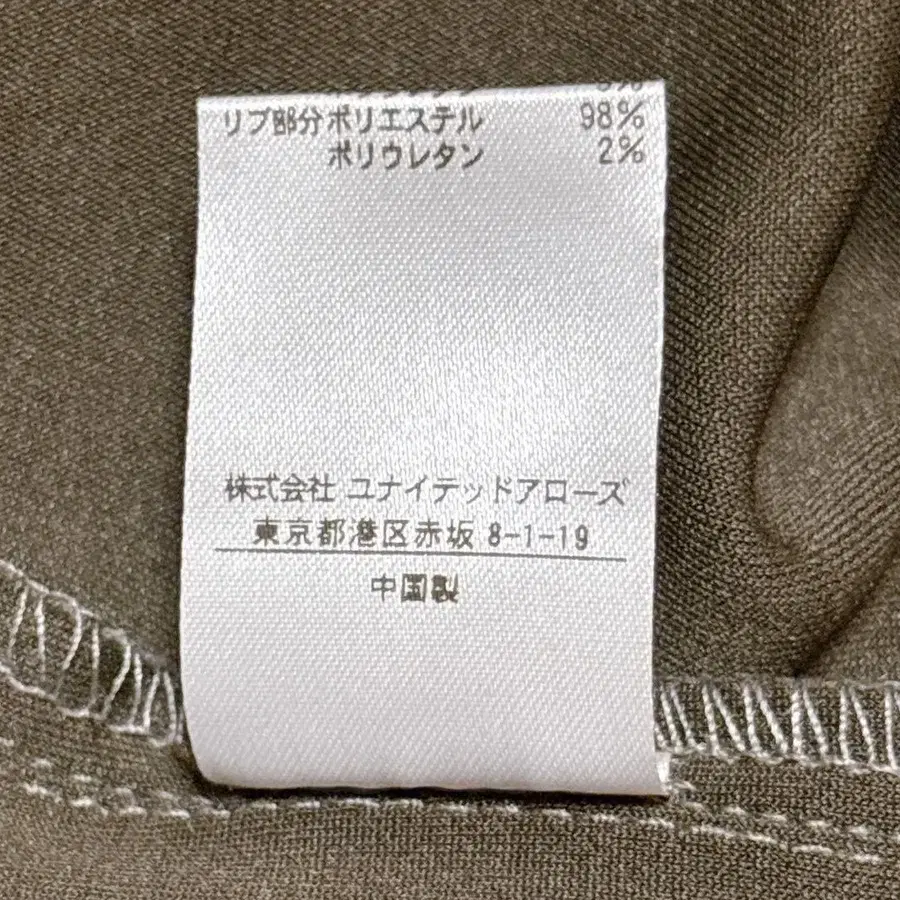 リブ部分ポリエステル 98%
ポリウレタン 2%
株式会社 ユナイテッドアローズ
東京都港区赤坂 8-1-19
中国製